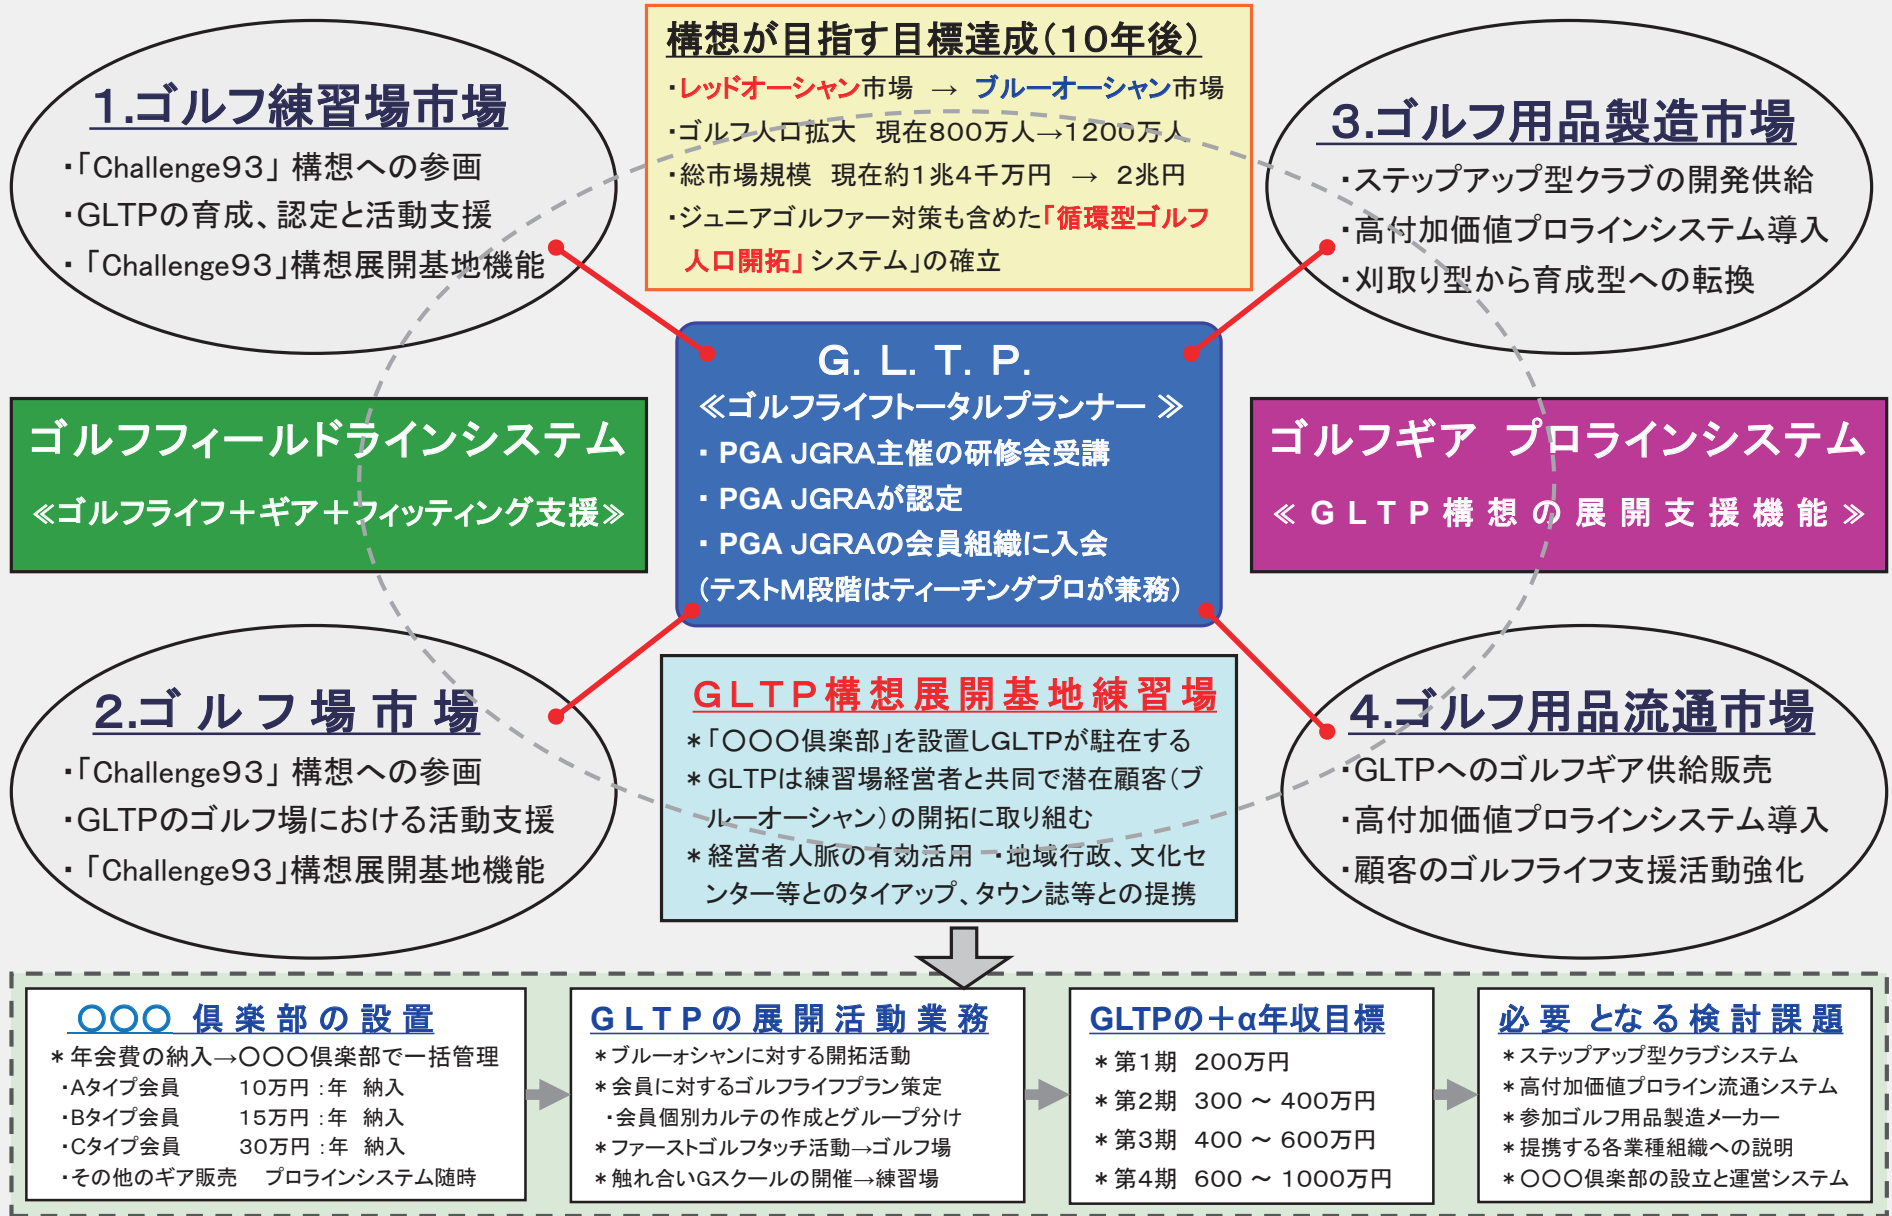 構想が目指す目標達成（10年後）
・レッドオーシャン市場 → ブルーオーシャン市場
・ゴルフ人口拡大 現在800万人→1200万人
・総市場規模 現在約1兆4千万円 → 2兆円
・ジュニアゴルファー対策も含めた「循環型ゴルフ
人口開拓」システム」の確立
1.ゴルフ練習場市場
・「Challenge93」 構想への参画
・GLTPの育成、認定と活動支援
・「Challenge93」構想展開基地機能
3.ゴルフ用品製造市場
・ステップアップ型クラブの開発供給
・高付加価値プロラインシステム導入
・刈取り型から育成型への転換
G. L. T. P.
≪ゴルフライフトータルプランナー ≫
・ PGA JGRA主催の研修会受講
・ PGA JGRAが認定
・ PGA JGRAの会員組織に入会
（テストM段階はティーチングプロが兼務）
ゴルフフィールドラインシステム
≪ゴルフライフ＋ギア＋フィッティング支援≫
ゴルフギア プロラインシステム
≪ GLTP構想の展開支援機能 ≫
2.ゴルフ場市場
・「Challenge93」 構想への参画
・GLTPのゴルフ場における活動支援
・「Challenge93」構想展開基地機能
GLTP構想展開基地練習場
＊「〇〇〇倶楽部」を設置しGLTPが駐在する
＊GLTPは練習場経営者と共同で潜在顧客（ブ
ルーオーシャン）の開拓に取り組む
＊経営者人脈の有効活用 ・地域行政、文化セ
ンター等とのタイアップ、タウン誌等との提携
4.ゴルフ用品流通市場
・GLTPへのゴルフギア供給販売
・高付加価値プロラインシステム導入
・顧客のゴルフライフ支援活動強化
〇〇〇 倶楽部の設置
＊年会費の納入→〇〇〇倶楽部で一括管理
・Aタイプ会員 10万円：年 納入
・Bタイプ会員 15万円：年 納入
・Cタイプ会員 30万円：年 納入
・その他のギア販売 プロラインシステム随時
GLTPの展開活動業務
＊ブルーォシャンに対する開拓活動
＊会員に対するゴルフライフプラン策定
・会員個別カルテの作成とグループ分け
＊ファーストゴルフタッチ活動→ゴルフ場
＊触れ合いGスクールの開催→練習場
GLTPの＋α年収目標
＊第1期 200万円
＊第2期 300 ～ 400万円
＊第3期 400 ～ 600万円
＊第4期 600 ～ 1000万円
必要となる検討課題
＊ステップアップ型クラブシステム
＊高付加価値プロライン流通システム
＊参加ゴルフ用品製造メーカー
＊提携する各業種組織への説明
＊〇〇〇倶楽部の設立と運営システム